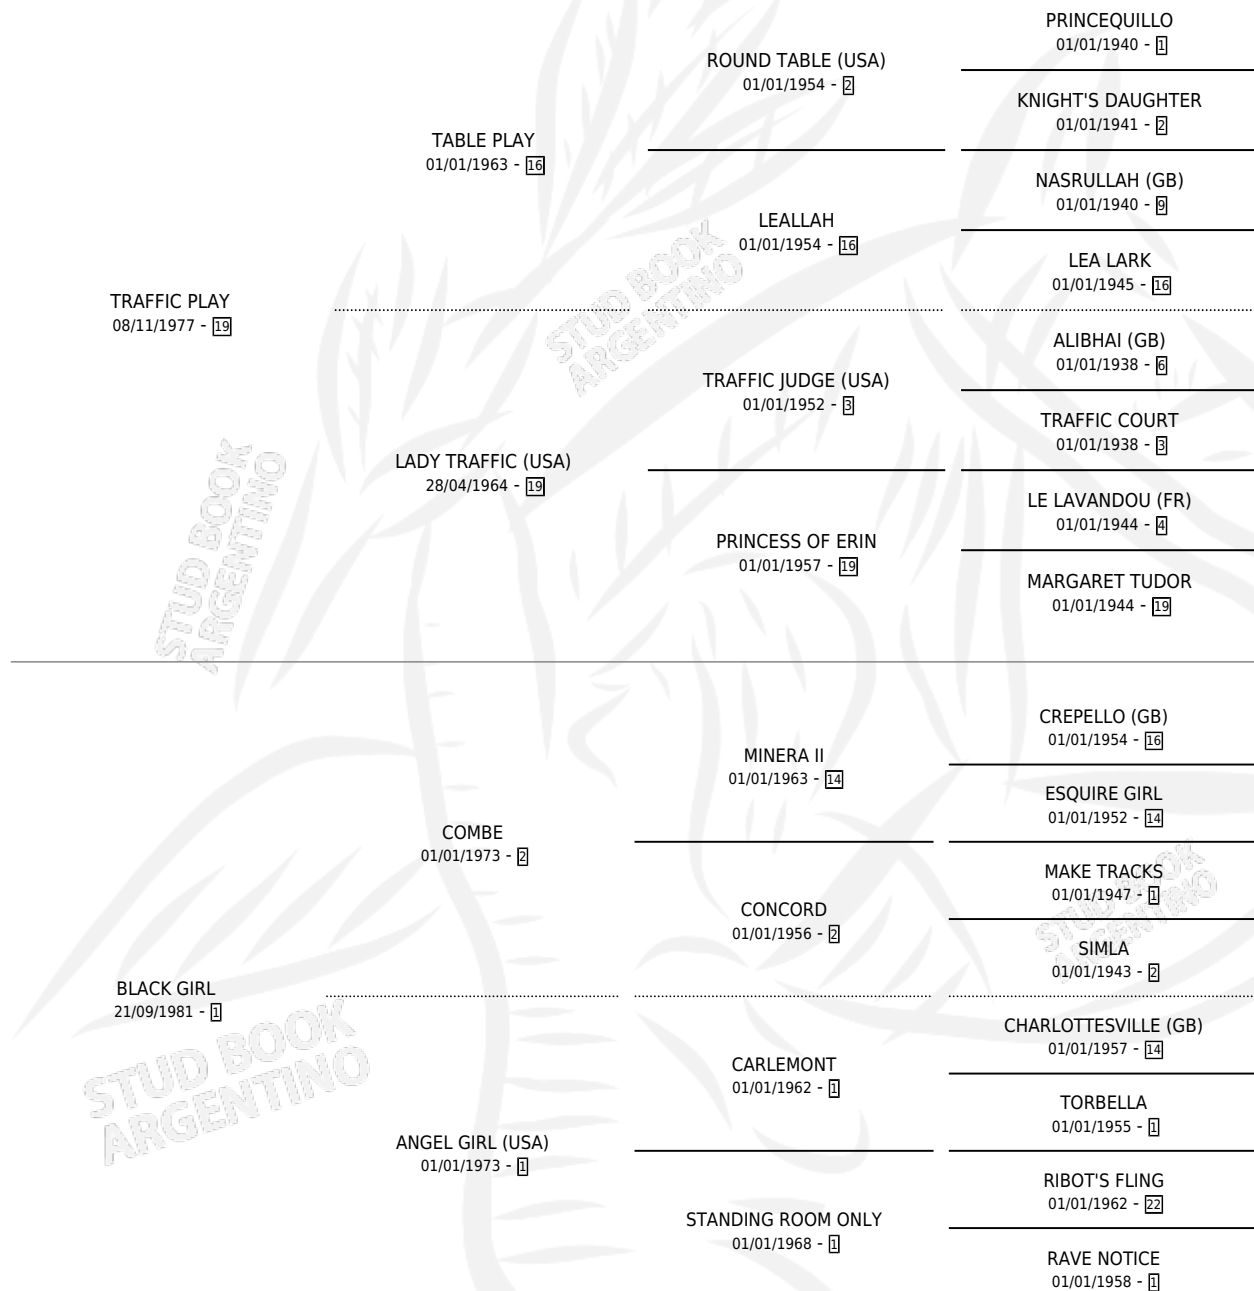 PRINCEQUILLO
01/01/1940 - 1
ROUND TABLE (USA)
01/01/1954 - 2
KNIGHT'S DAUGHTER
01/01/1941 - 2
TABLE PLAY
01/01/1963 - 16
NASRULLAH (GB)
01/01/1940 - 9
LEALLAH
01/01/1954 - 16
LEA LARK
01/01/1945 - 16
TRAFFIC PLAY
08/11/1977 - 19
ALIBHAI (GB)
01/01/1938 - 6
TRAFFIC JUDGE (USA)
01/01/1952 - 3
TRAFFIC COURT
01/01/1938 - 3
LADY TRAFFIC (USA)
28/04/1964 - 19
LE LAVANDOU (FR)
01/01/1944 - 4
PRINCESS OF ERIN
01/01/1957 - 19
MARGARET TUDOR
01/01/1944 - 19
CREPELLO (GB)
01/01/1954 - 16
MINERA II
01/01/1963 - 14
ESQUIRE GIRL
01/01/1952 - 14
COMBE
01/01/1973 - 2
MAKE TRACKS
01/01/1947 - 1
CONCORD
01/01/1956 - 2
SIMLA
01/01/1943 - 2
BLACK GIRL
21/09/1981 - 1
CHARLOTTESVILLE (GB)
01/01/1957 - 14
CARLEMONT
01/01/1962 - 1
TORBELLA
01/01/1955 - 1
ANGEL GIRL (USA)
01/01/1973 - 1
RIBOT'S FLING
01/01/1962 - 22
STANDING ROOM ONLY
01/01/1968 - 1
RAVE NOTICE
01/01/1958 - 1
STUD BOOK
ARGENTINO
STUD BOOK
ARGENTINO
STUD BOOK
ARGENTINO
STUD BOOK
ARGENTINO